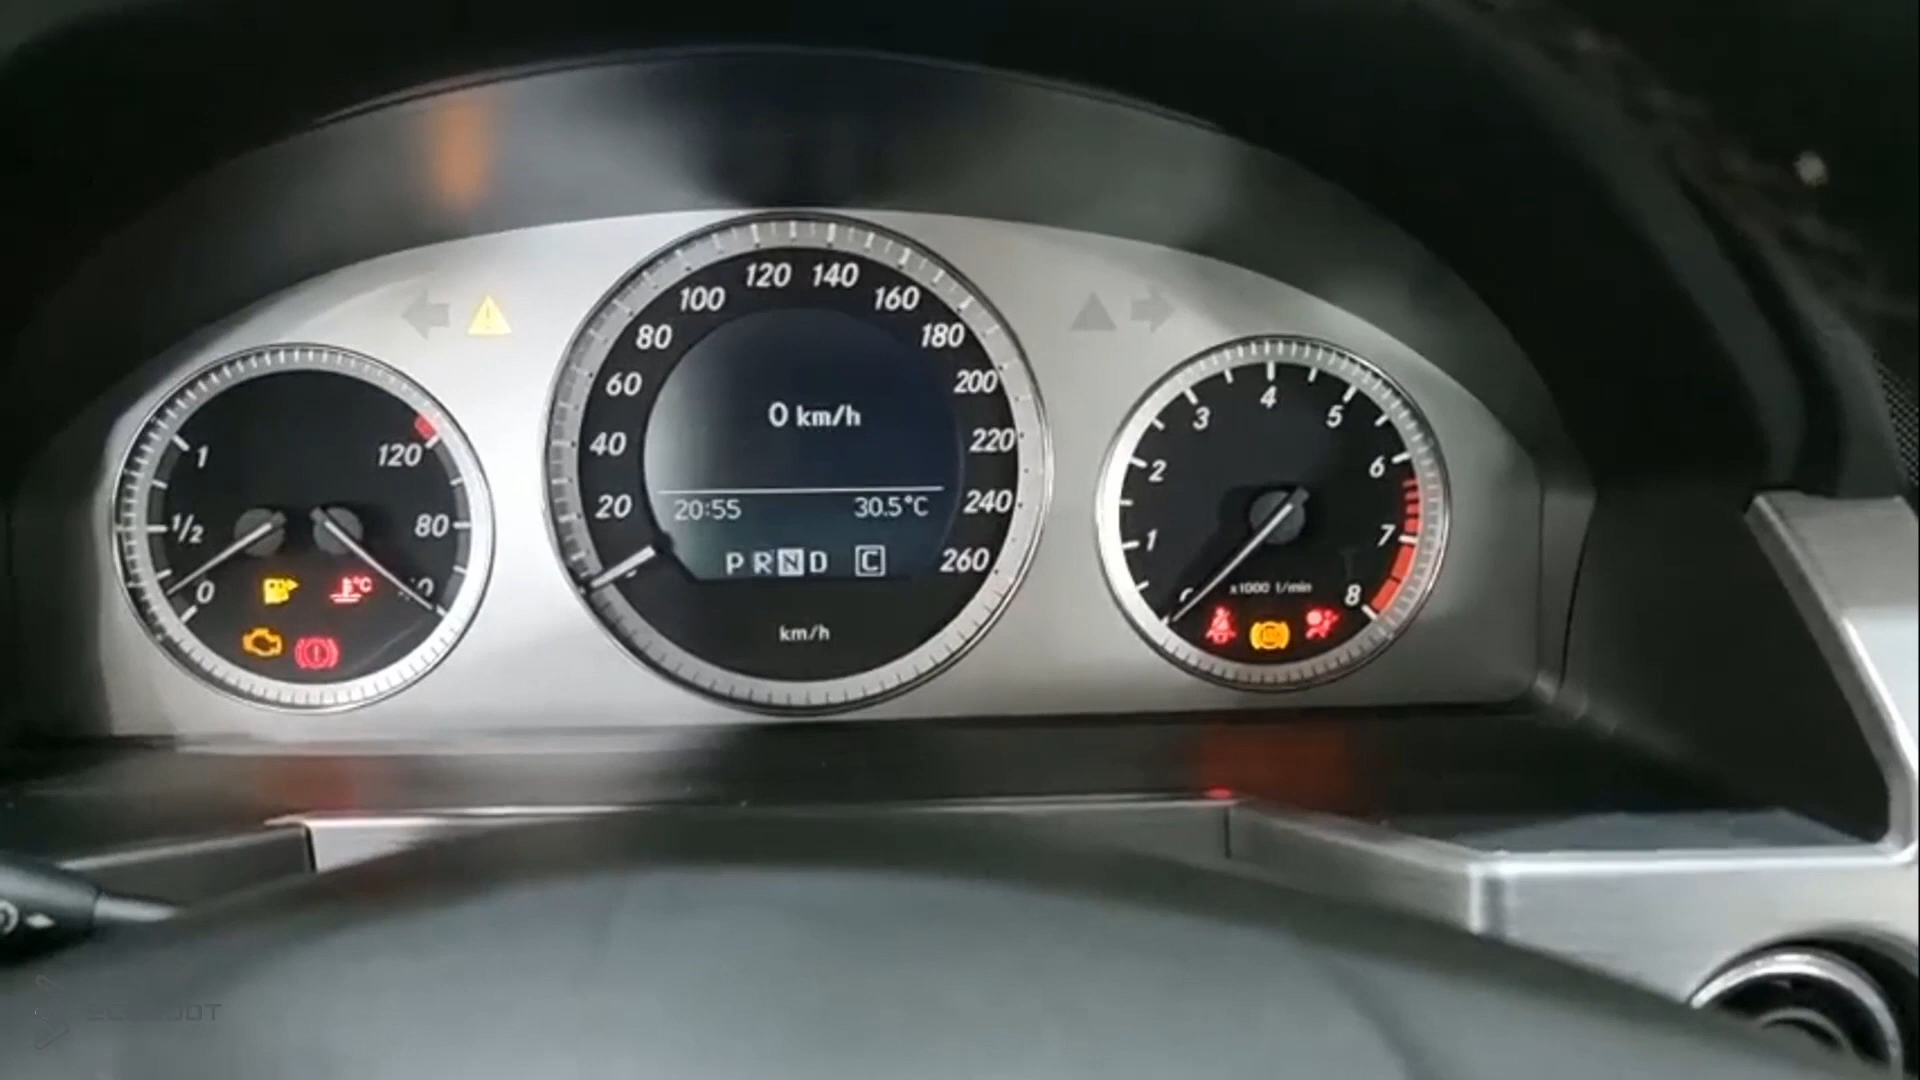 120 140
100 160
80 180
60 200
40 220
20 240
260
0 km/h
20:55 30.5°C
P R N D C
km/h
1 120
1/2 80
0
°C
4
3 5
2 6
1 7
8
x1000 1/min